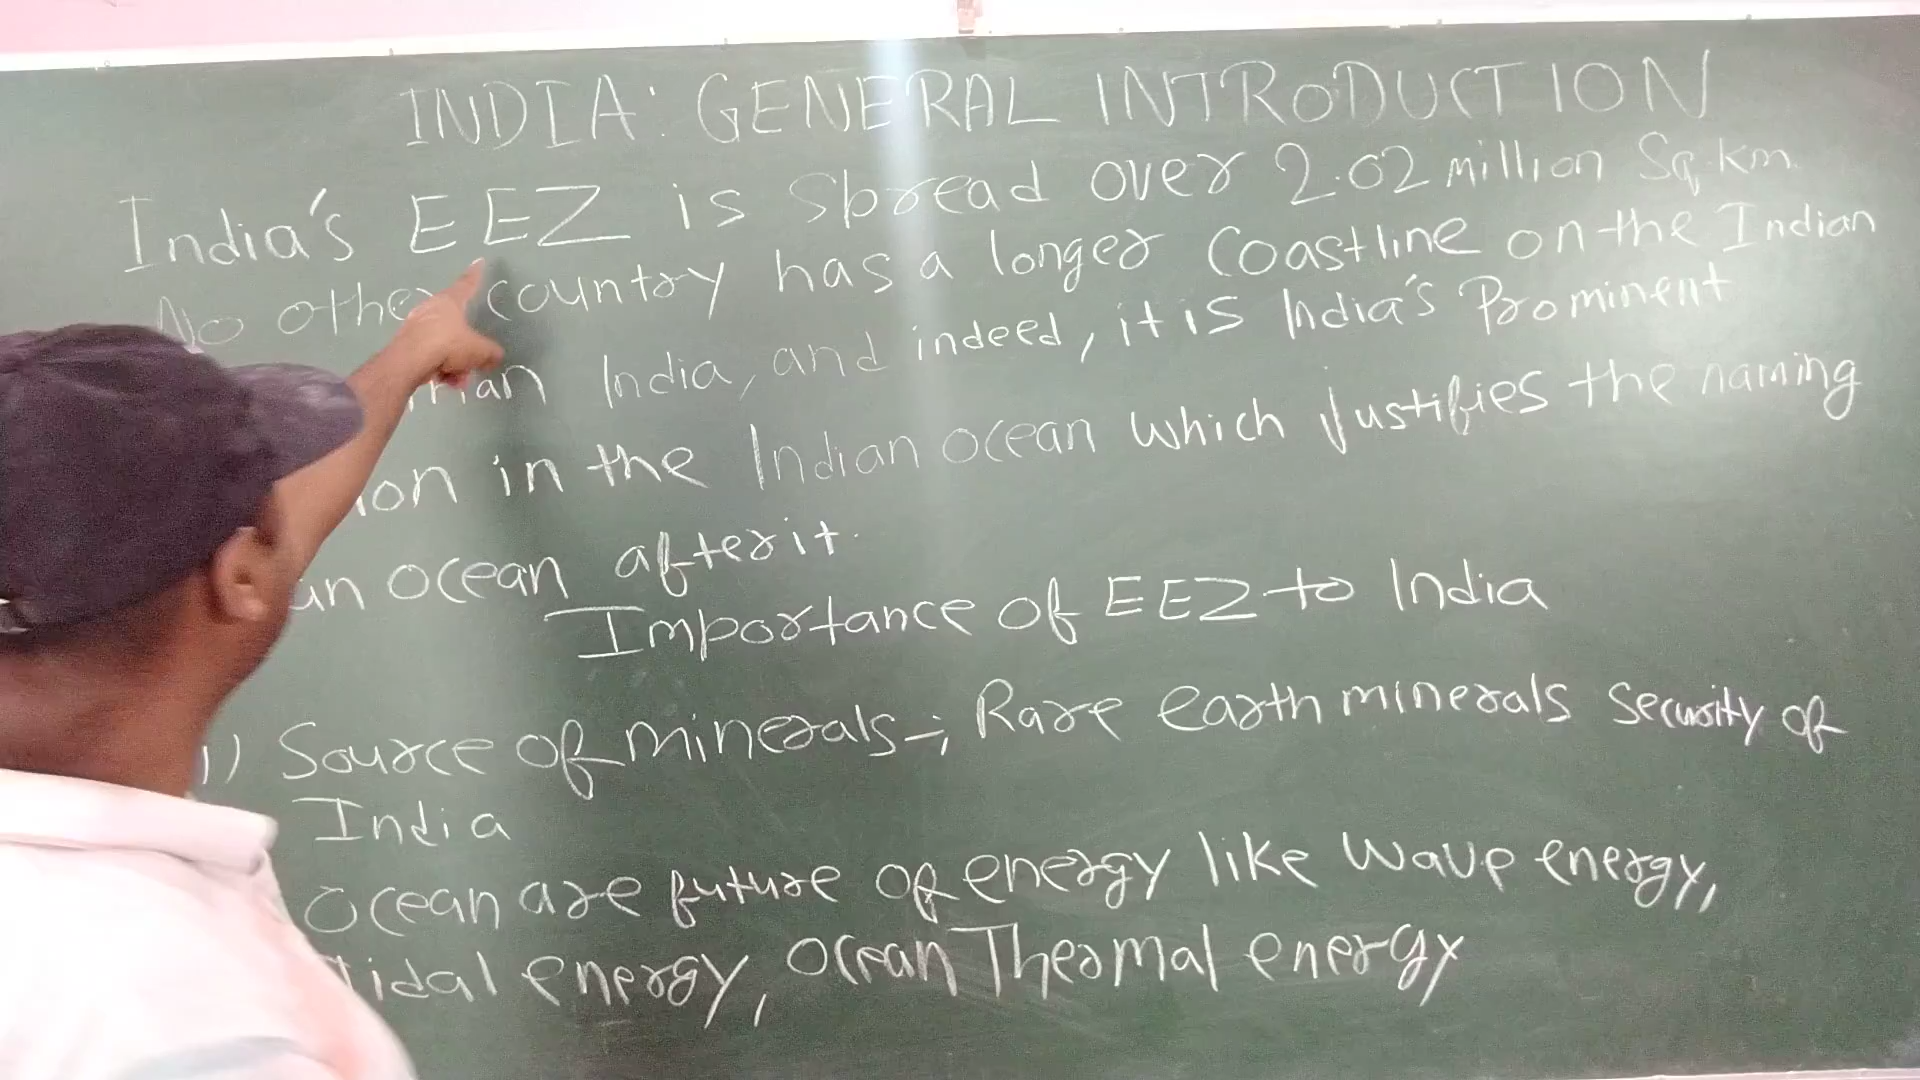 INDIA: GENERAL INTRODUCTION
India's EEZ is spread over 2.02 million Sq.km.
No other country has a longer coastline on the Indian
India, and indeed, it is India's Prominent
in the Indian ocean which justifies the naming
ocean after it.
Importance of EEZ to India
1) Source of minerals-; Rare earth minerals security of
India
Ocean are future of energy like wave energy,
tidal energy, ocean Thermal energy